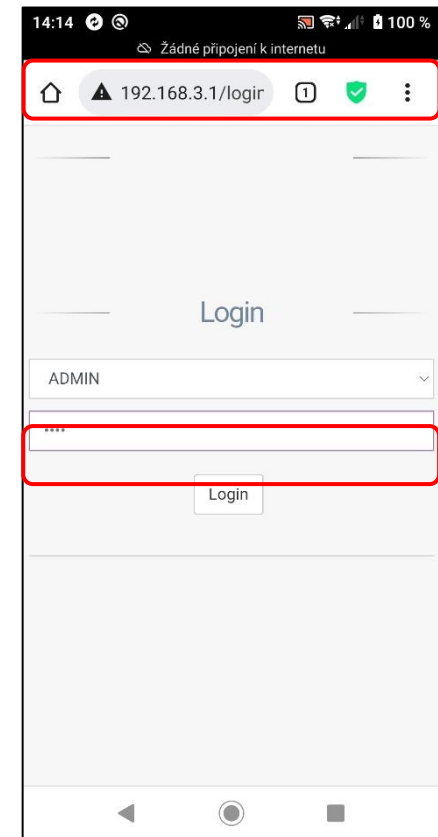 14:14 100 %
Žádné připojení k internetu
192.168.3.1/login 1
Login
ADMIN
····
Login